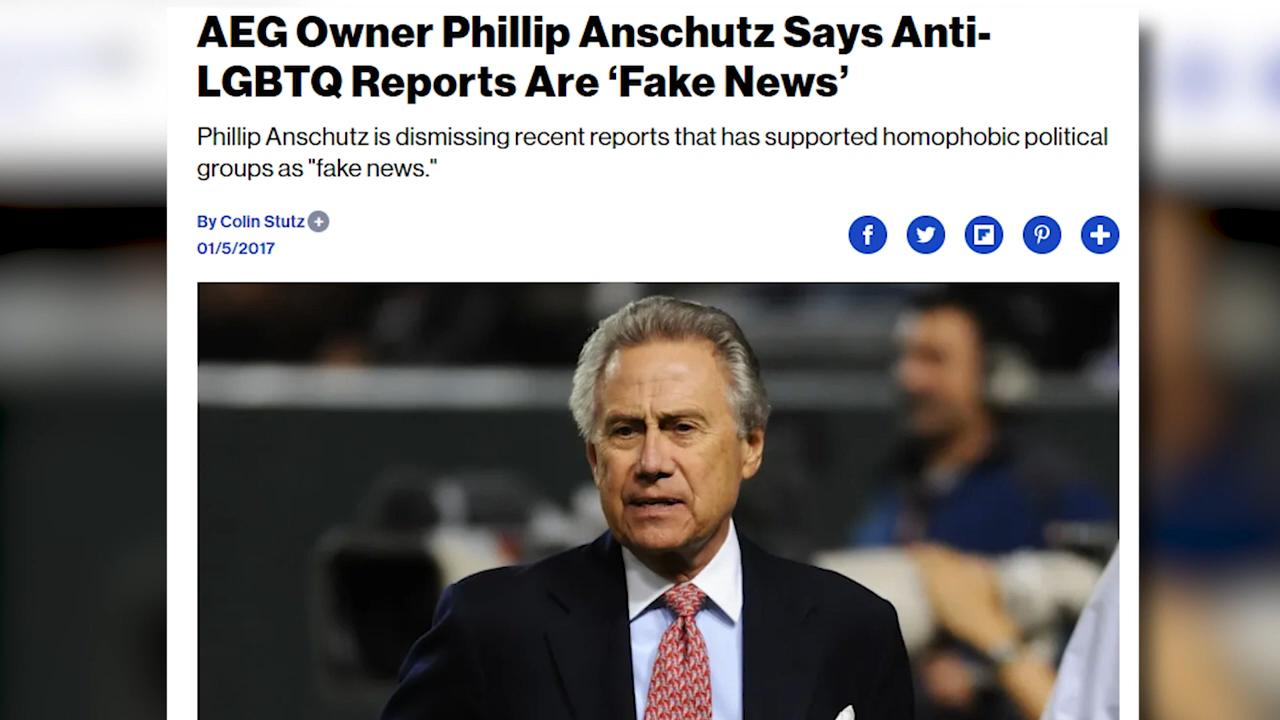 AEG Owner Phillip Anschutz Says Anti-
LGBTQ Reports Are ‘Fake News’
Phillip Anschutz is dismissing recent reports that has supported homophobic political
groups as "fake news."
By Colin Stutz
01/5/2017